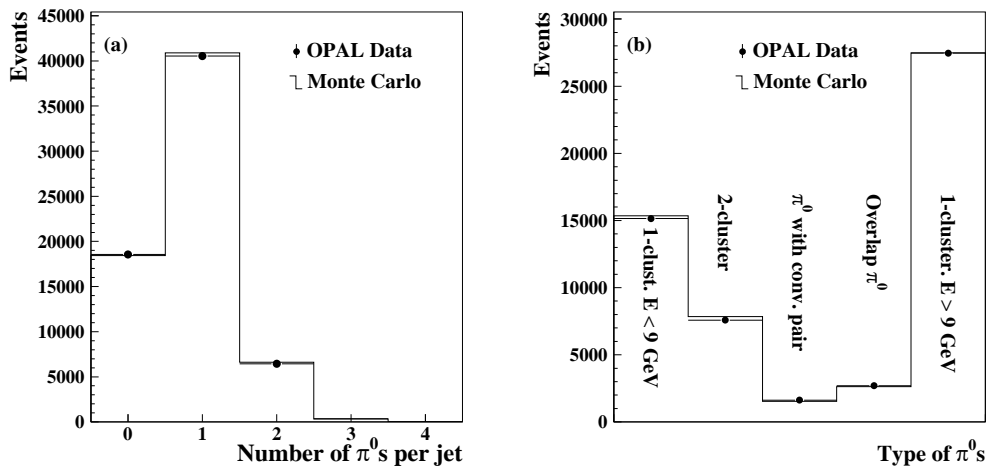 Events
(a)
OPAL Data
Monte Carlo
45000
40000
35000
30000
25000
20000
15000
10000
5000
0
0 1 2 3 4
Number of π⁰s per jet
Events
(b)
OPAL Data
Monte Carlo
30000
25000
20000
15000
10000
5000
0
1-clust. E < 9 GeV
2-cluster
π⁰ with conv. pair
Overlap π⁰
1-cluster. E > 9 GeV
Type of π⁰s